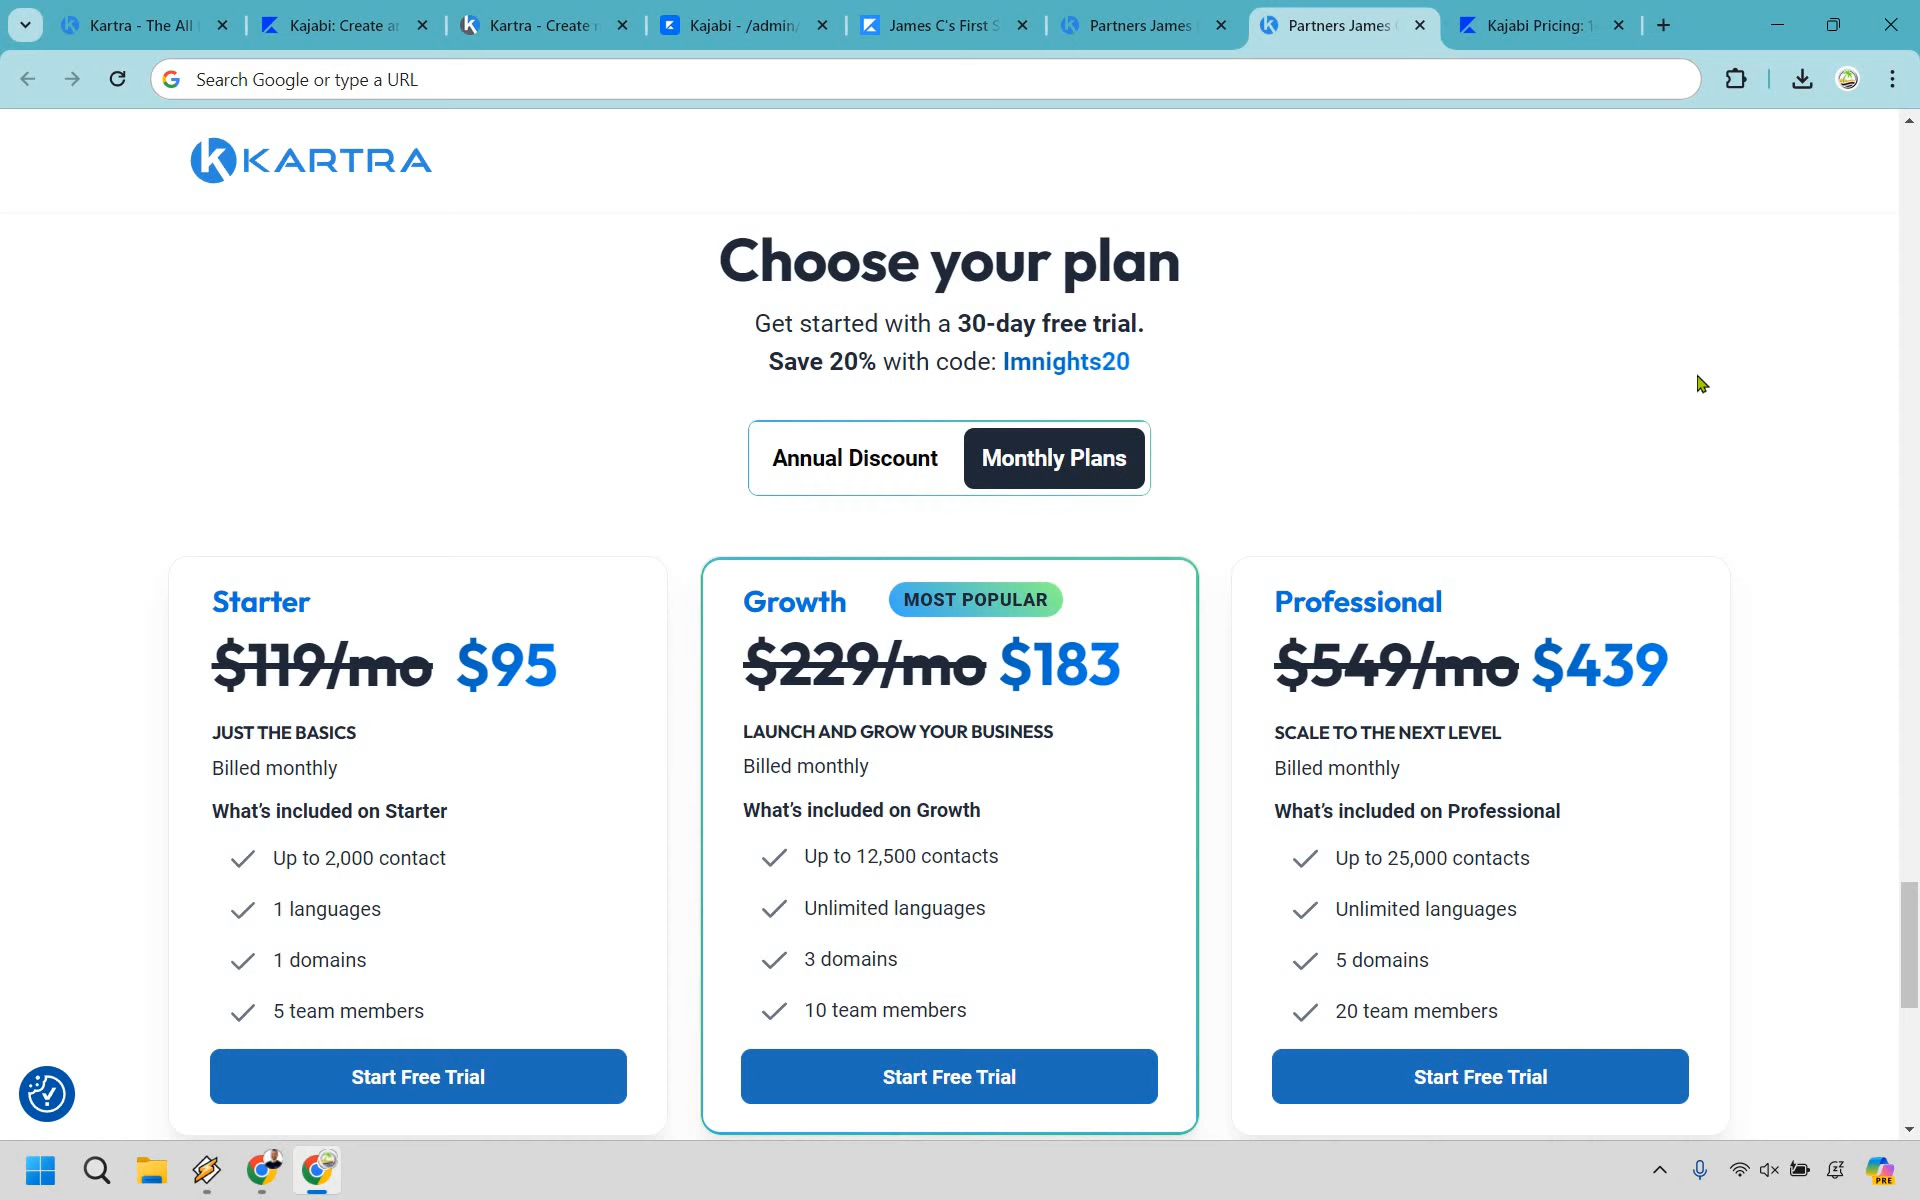 Kartra - The All
Kajabi: Create an
Kartra - Create
Kajabi - /admin/
James C's First S
Partners James
Partners James
Kajabi Pricing: 1
Search Google or type a URL
KARTRA
Choose your plan
Get started with a 30-day free trial.
Save 20% with code: Imnights20
Annual Discount
Monthly Plans
Starter
$119/mo $95
JUST THE BASICS
Billed monthly
What's included on Starter
Up to 2,000 contact
1 languages
1 domains
5 team members
Start Free Trial
Growth
MOST POPULAR
$229/mo $183
LAUNCH AND GROW YOUR BUSINESS
Billed monthly
What's included on Growth
Up to 12,500 contacts
Unlimited languages
3 domains
10 team members
Start Free Trial
Professional
$549/mo $439
SCALE TO THE NEXT LEVEL
Billed monthly
What's included on Professional
Up to 25,000 contacts
Unlimited languages
5 domains
20 team members
Start Free Trial
PRE